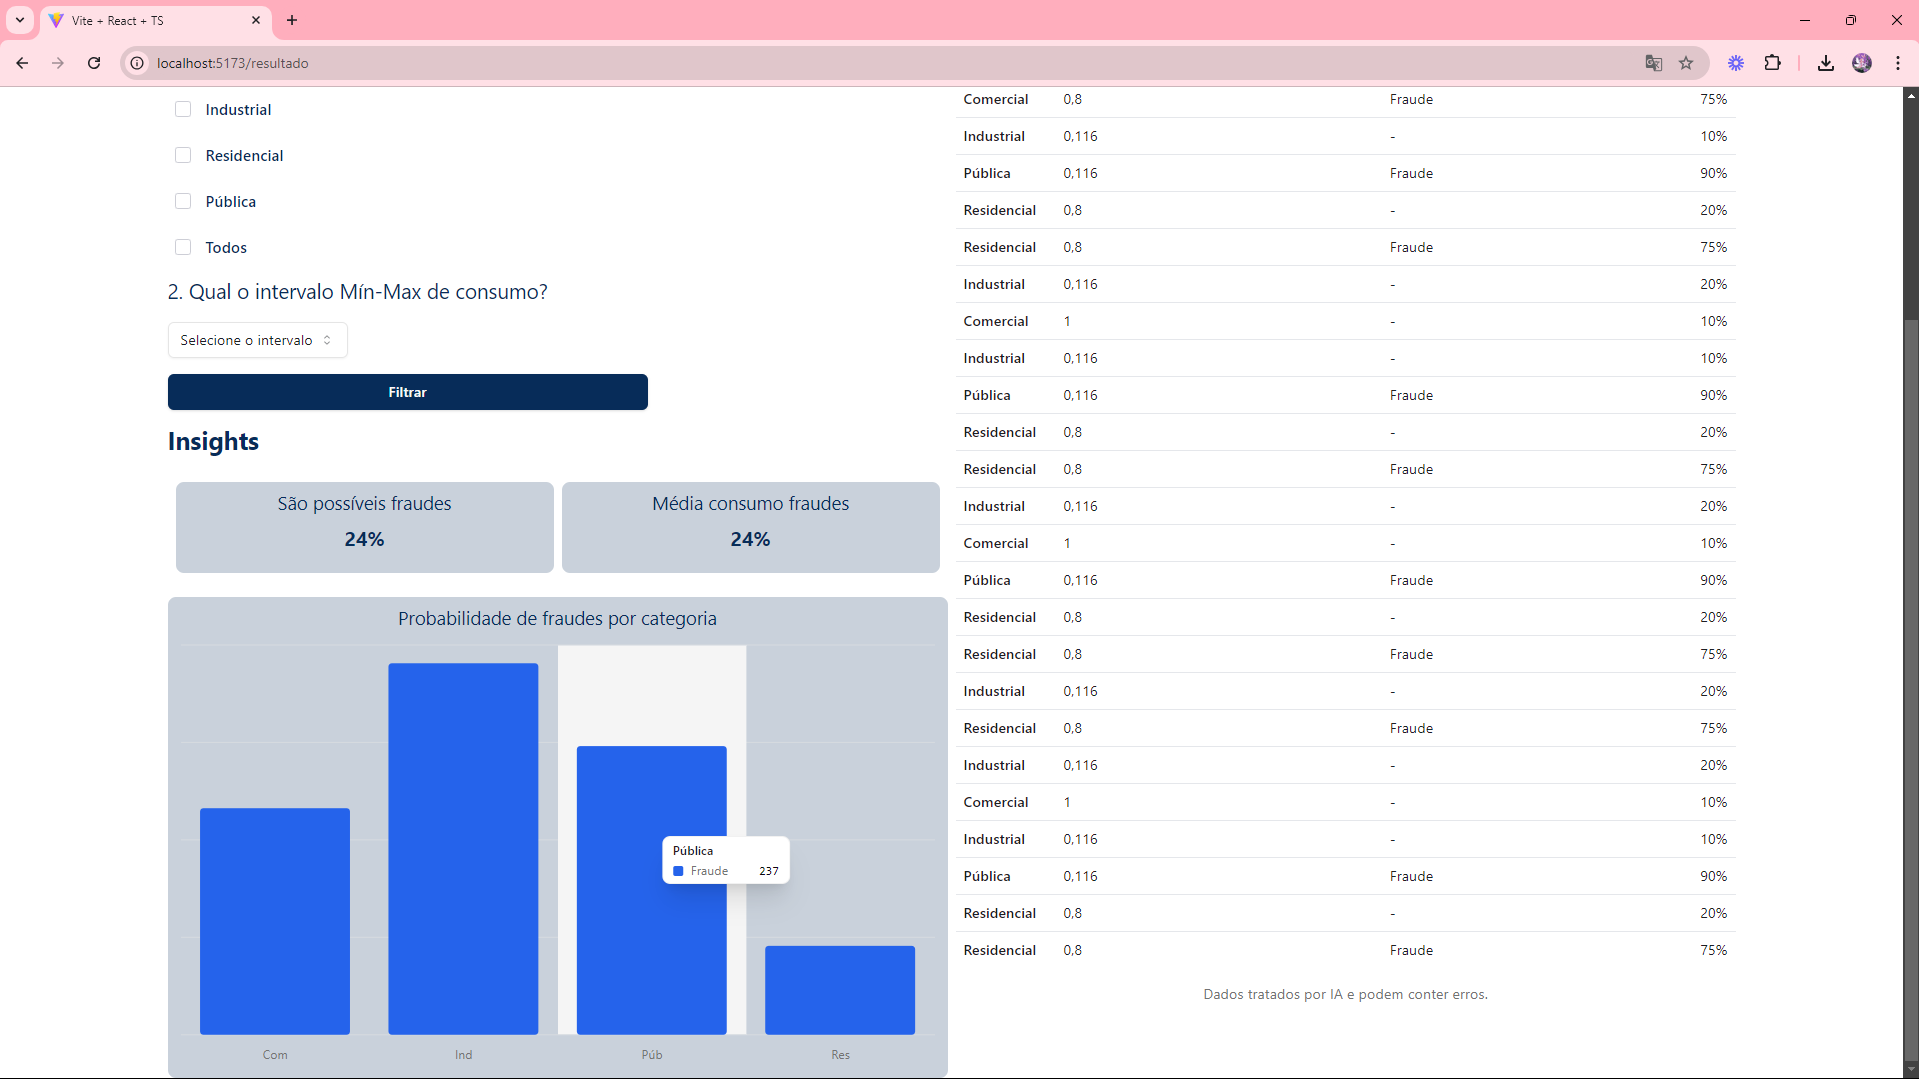 Vite + React + TS
localhost:5173/resultado
Industrial
Residencial
Pública
Todos
2. Qual o intervalo Mín-Max de consumo?
Selecione o intervalo
Filtrar
Insights
São possíveis fraudes
24%
Média consumo fraudes
24%
Probabilidade de fraudes por categoria
Pública
Fraude 237
Com Ind Púb Res
Comercial 0,8 Fraude 75%
Industrial 0,116 - 10%
Pública 0,116 Fraude 90%
Residencial 0,8 - 20%
Residencial 0,8 Fraude 75%
Industrial 0,116 - 20%
Comercial 1 - 10%
Industrial 0,116 - 10%
Pública 0,116 Fraude 90%
Residencial 0,8 - 20%
Residencial 0,8 Fraude 75%
Industrial 0,116 - 20%
Comercial 1 - 10%
Pública 0,116 Fraude 90%
Residencial 0,8 - 20%
Residencial 0,8 Fraude 75%
Industrial 0,116 - 20%
Residencial 0,8 Fraude 75%
Industrial 0,116 - 20%
Comercial 1 - 10%
Industrial 0,116 - 10%
Pública 0,116 Fraude 90%
Residencial 0,8 - 20%
Residencial 0,8 Fraude 75%
Dados tratados por IA e podem conter erros.